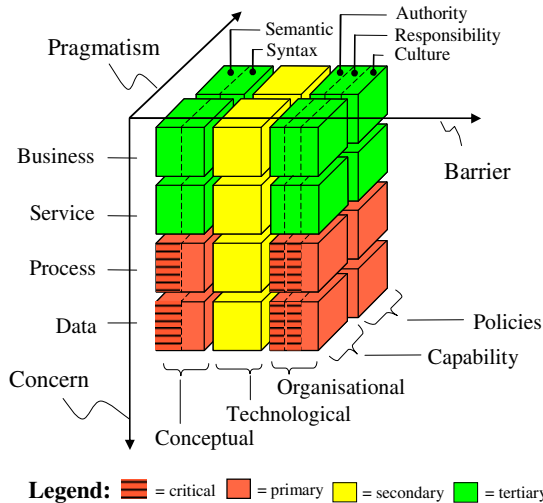 Semantic
Syntax
Authority
Responsibility
Culture
Pragmatism
Barrier
Business
Service
Process
Data
Concern
Policies
Capability
Organisational
Technological
Conceptual
Legend: = critical = primary = secondary = tertiary